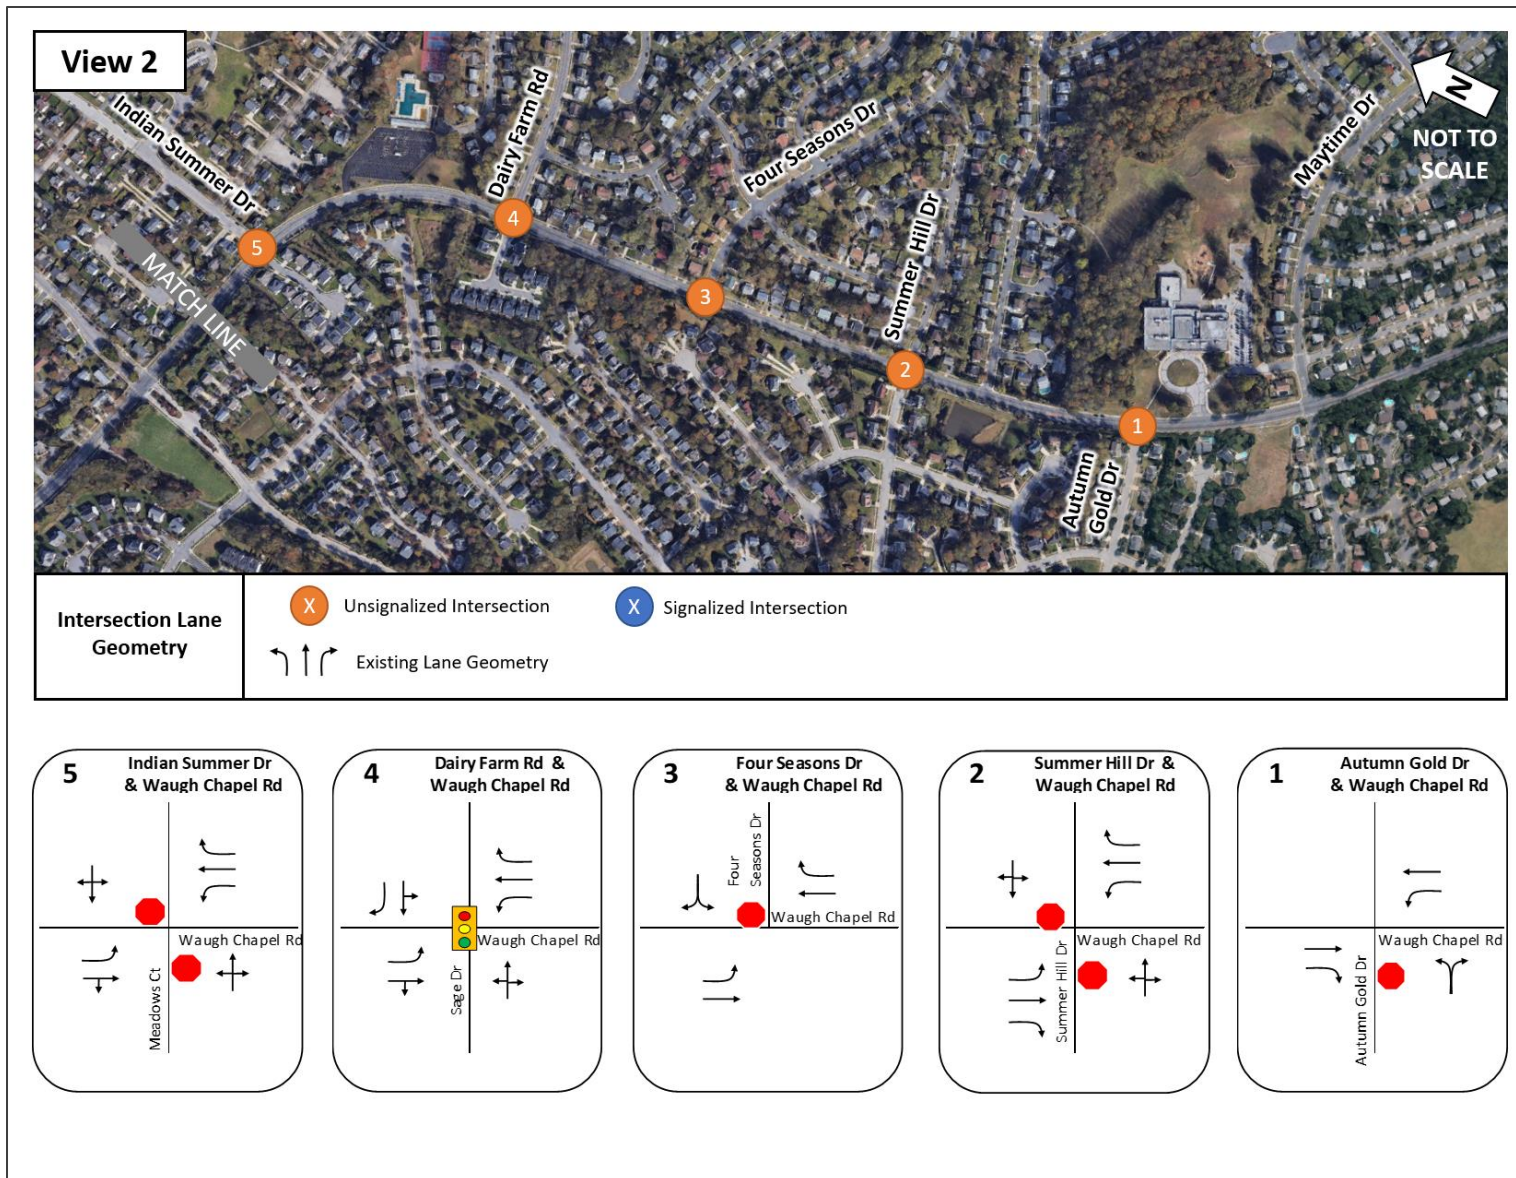 View 2
Indian Summer Dr
Dairy Farm Rd
Four Seasons Dr
Summer Hill Dr
Autumn
Gold Dr
Maytime Dr
N
NOT TO
SCALE
MATCH LINE
5
4
3
2
1
Intersection Lane
Geometry
X Unsignalized Intersection
X Signalized Intersection
Existing Lane Geometry
5
Indian Summer Dr
& Waugh Chapel Rd
Waugh Chapel Rd
Meadows Ct
4
Dairy Farm Rd &
Waugh Chapel Rd
Waugh Chapel Rd
Sage Dr
3
Four Seasons Dr
& Waugh Chapel Rd
Four
Seasons Dr
Waugh Chapel Rd
2
Summer Hill Dr &
Waugh Chapel Rd
Waugh Chapel Rd
Summer Hill Dr
1
Autumn Gold Dr
& Waugh Chapel Rd
Waugh Chapel Rd
Autumn Gold Dr